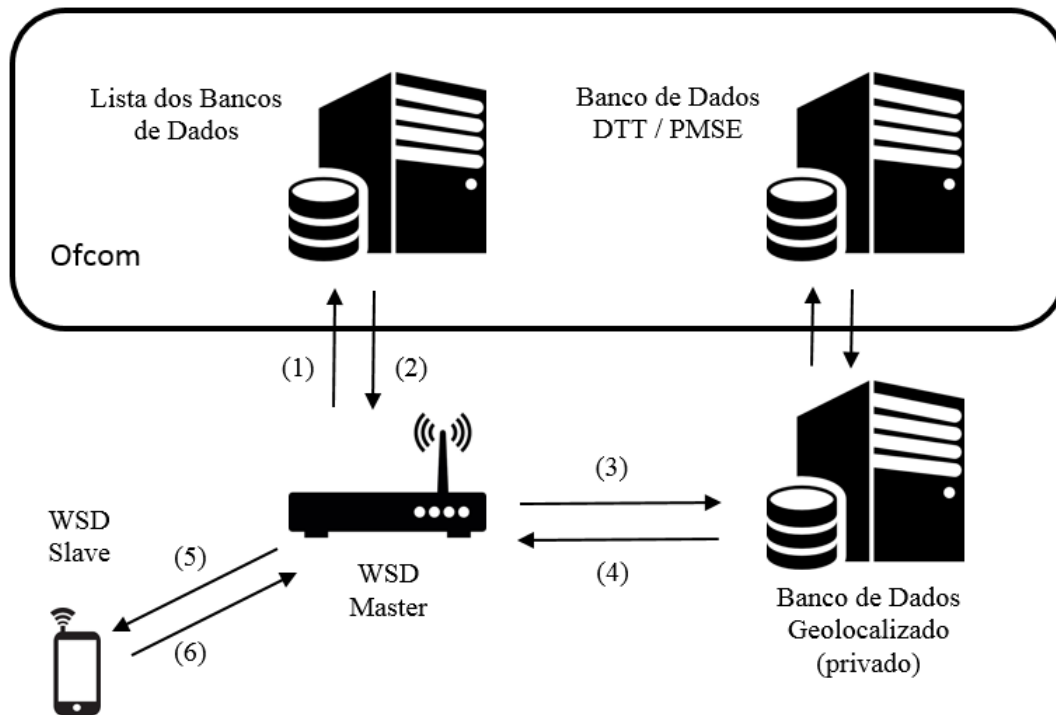 Lista dos Bancos
de Dados
Banco de Dados
DTT / PMSE
Ofcom
(1)
(2)
(3)
(4)
WSD
Slave
(5)
(6)
WSD
Master
Banco de Dados
Geolocalizado
(privado)